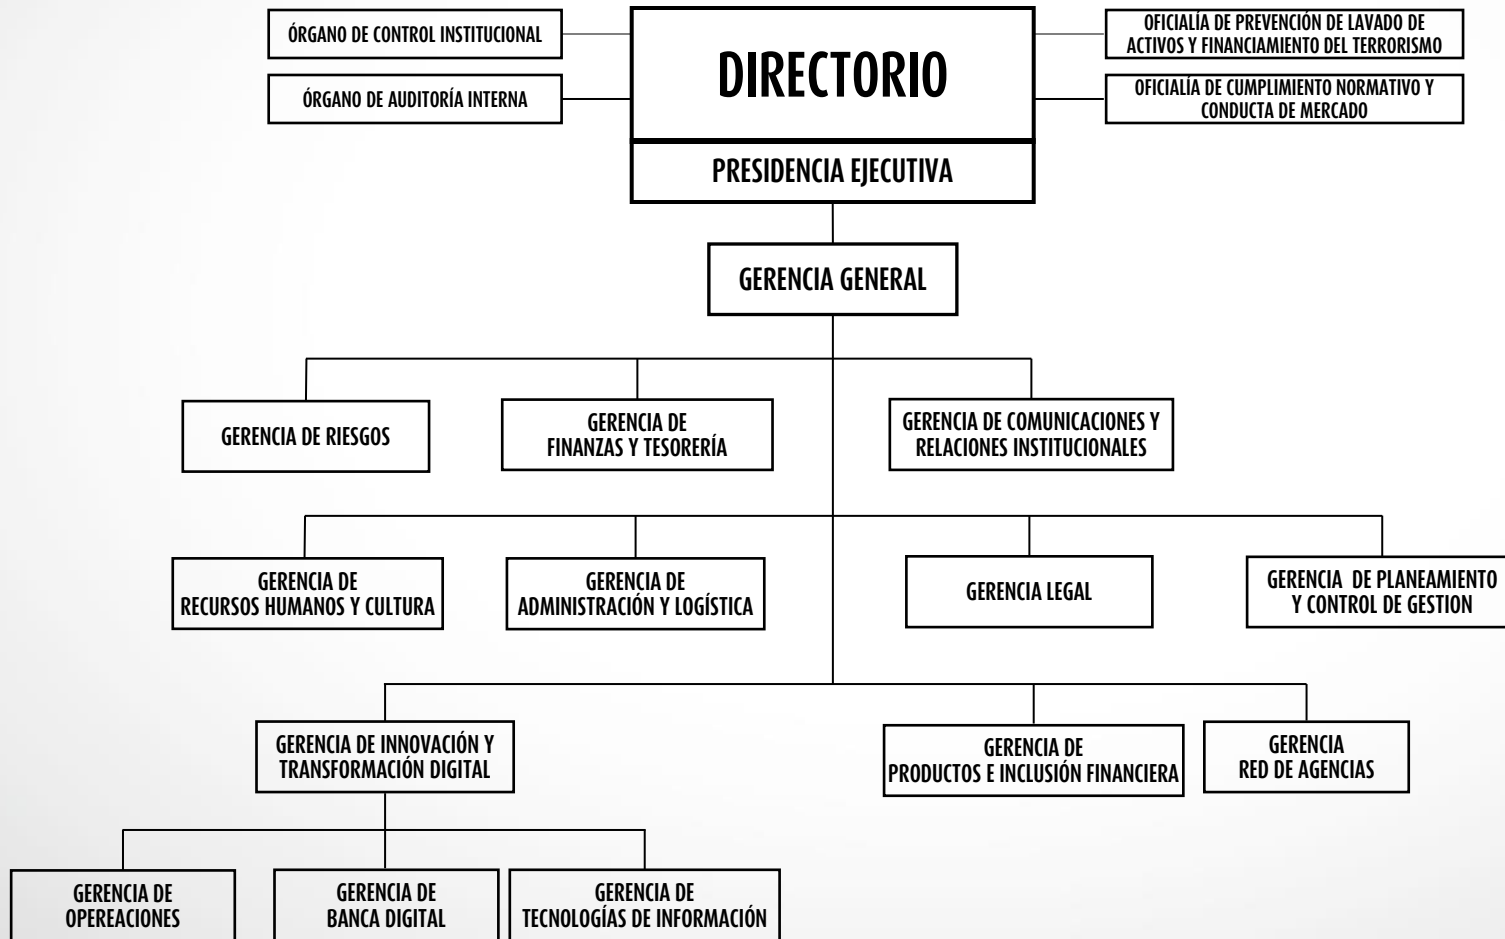 ÓRGANO DE CONTROL INSTITUCIONAL
ÓRGANO DE AUDITORÍA INTERNA
DIRECTORIO
PRESIDENCIA EJECUTIVA
OFICIALÍA DE PREVENCIÓN DE LAVADO DE
ACTIVOS Y FINANCIAMIENTO DEL TERRORISMO
OFICIALÍA DE CUMPLIMIENTO NORMATIVO Y
CONDUCTA DE MERCADO
GERENCIA GENERAL
GERENCIA DE RIESGOS
GERENCIA DE
FINANZAS Y TESORERÍA
GERENCIA DE COMUNICACIONES Y
RELACIONES INSTITUCIONALES
GERENCIA DE
RECURSOS HUMANOS Y CULTURA
GERENCIA DE
ADMINISTRACIÓN Y LOGÍSTICA
GERENCIA LEGAL
GERENCIA DE PLANEAMIENTO
Y CONTROL DE GESTION
GERENCIA DE INNOVACIÓN Y
TRANSFORMACIÓN DIGITAL
GERENCIA DE
PRODUCTOS E INCLUSIÓN FINANCIERA
GERENCIA
RED DE AGENCIAS
GERENCIA DE
OPEREACIONES
GERENCIA DE
BANCA DIGITAL
GERENCIA DE
TECNOLOGÍAS DE INFORMACIÓN